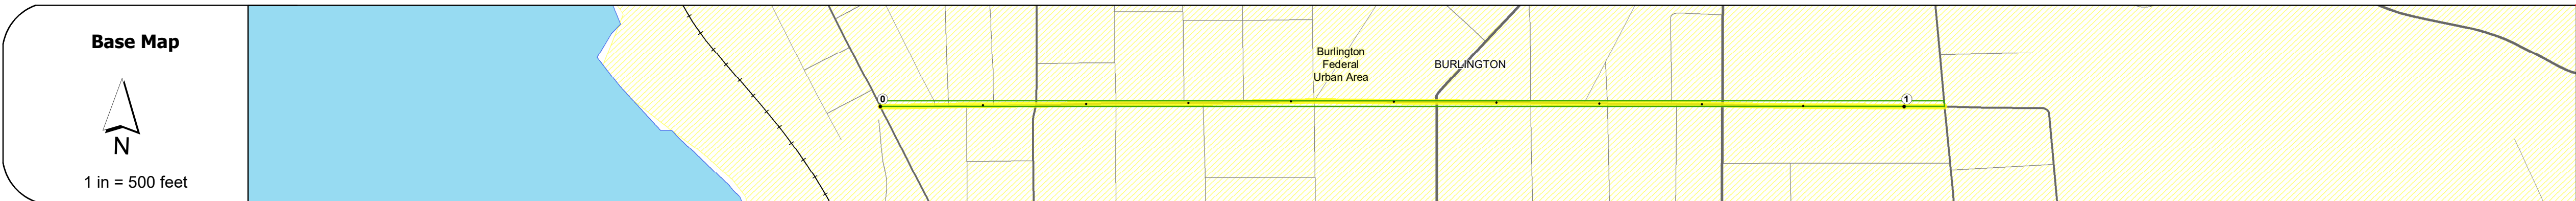 Base Map
N
1 in = 500 feet
Burlington
Federal
Urban Area
BURLINGTON
0
1